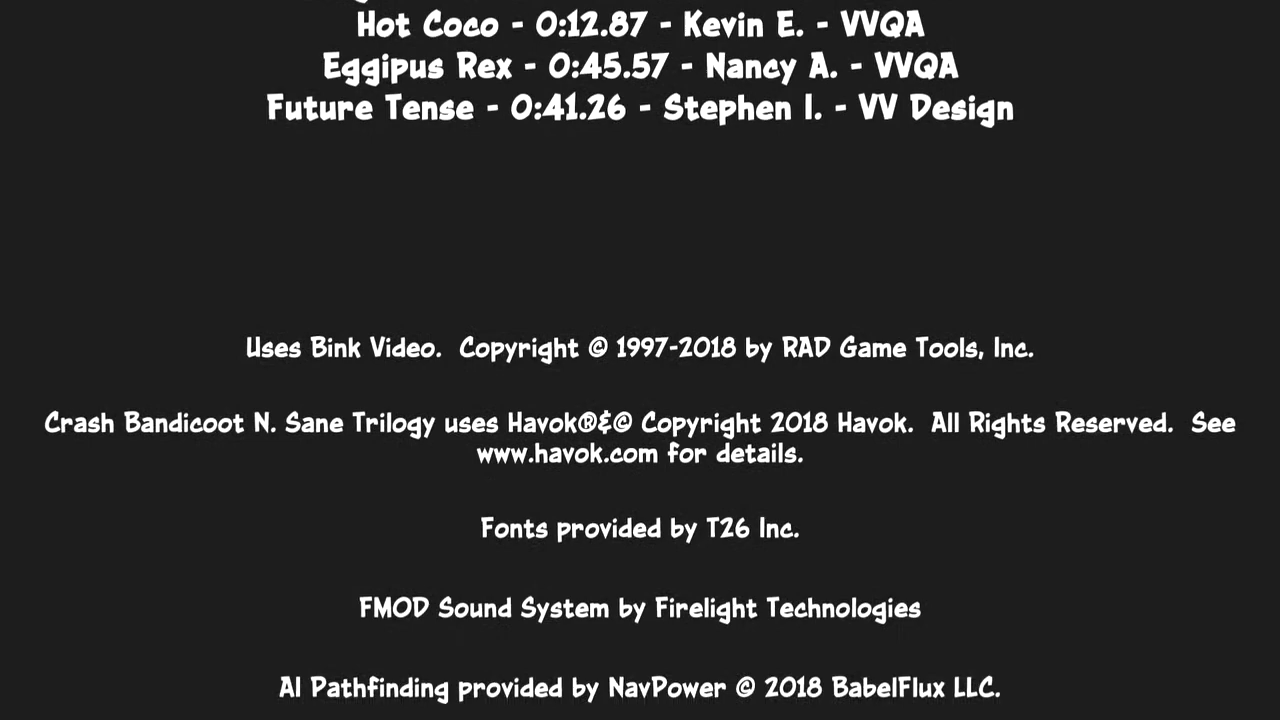 Hot Coco - 0:12.87 - Kevin E. - VVQA
Eggipus Rex - 0:45.57 - Nancy A. - VVQA
Future Tense - 0:41.26 - Stephen I. - VV Design
Uses Bink Video.  Copyright © 1997-2018 by RAD Game Tools, Inc.
Crash Bandicoot N. Sane Trilogy uses Havok®&© Copyright 2018 Havok.  All Rights Reserved.  See
www.havok.com for details.
Fonts provided by T26 Inc.
FMOD Sound System by Firelight Technologies
AI Pathfinding provided by NavPower © 2018 BabelFlux LLC.